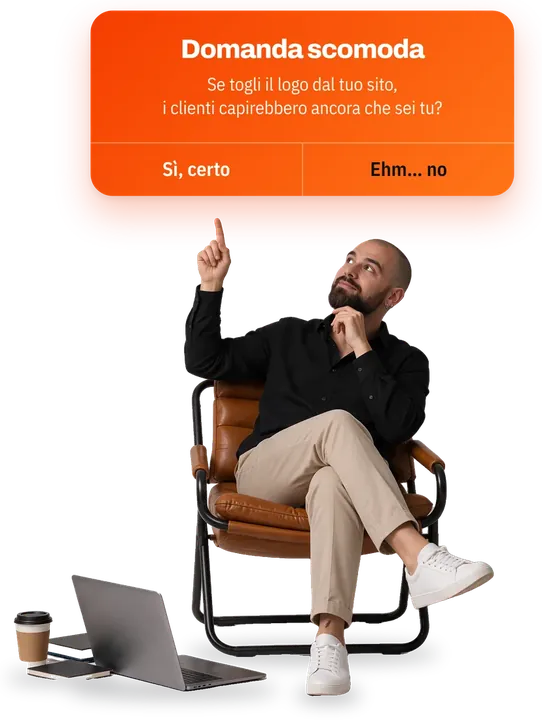 Domanda scomoda
Se togli il logo dal tuo sito,
i clienti capirebbero ancora che sei tu?
Sì, certo
Ehm... no